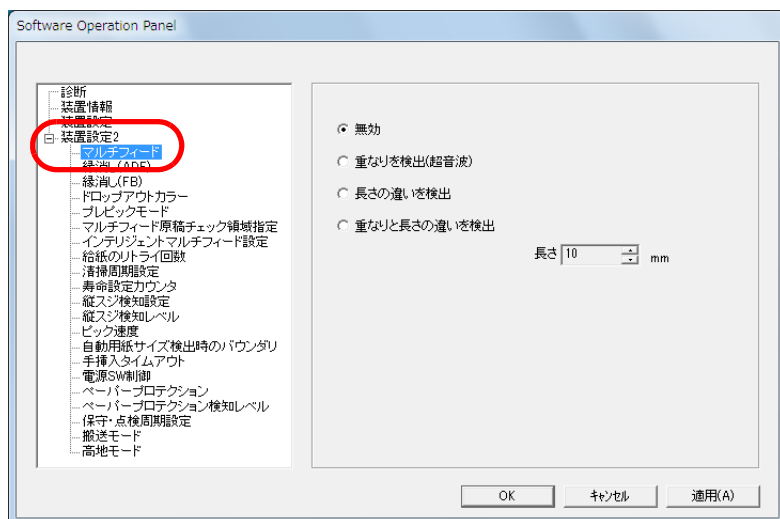 Software Operation Panel
診断
装置情報
装置設定
装置設定2
マルチフィード
縁消し(ADF)
縁消し(FB)
ドロップアウトカラー
プレピックモード
マルチフィード原稿チェック領域指定
インテリジェントマルチフィード設定
給紙のリトライ回数
清掃周期設定
寿命設定カウンタ
縦スジ検知設定
縦スジ検知レベル
ピック速度
自動用紙サイズ検出時のバウンダリ
手挿入タイムアウト
電源SW制御
ペーパープロテクション
ペーパープロテクション検知レベル
保守・点検周期設定
搬送モード
高地モード
無効
重なりを検出(超音波)
長さの違いを検出
重なりと長さの違いを検出
長さ 10 mm
OK キャンセル 適用(A)